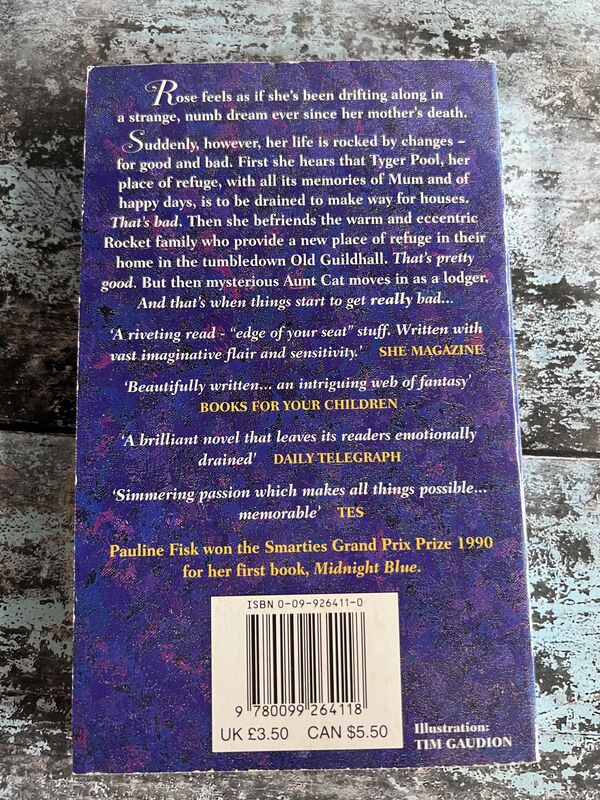 Rose feels as if she's been drifting along in
a strange, numb dream ever since her mother's death.
Suddenly, however, her life is rocked by changes –
for good and bad. First she hears that Tyger Pool, her
place of refuge, with all its memories of Mum and of
happy days, is to be drained to make way for houses.
That's bad. Then she befriends the warm and eccentric
Rocket family who provide a new place of refuge in their
home in the tumbledown Old Guildhall. That's pretty
good. But then mysterious Aunt Cat moves in as a lodger.
And that's when things start to get really bad...
'A riveting read - "edge of your seat" stuff. Written with
vast imaginative flair and sensitivity.' SHE MAGAZINE
'Beautifully written... an intriguing web of fantasy'
BOOKS FOR YOUR CHILDREN
'A brilliant novel that leaves its readers emotionally
drained' DAILY TELEGRAPH
'Simmering passion which makes all things possible...
memorable' TES
Pauline Fisk won the Smarties Grand Prix Prize 1990
for her first book, Midnight Blue.
ISBN 0-09-926411-0
9 780099 264118
UK £3.50 CAN $5.50
Illustration:
TIM GAUDION